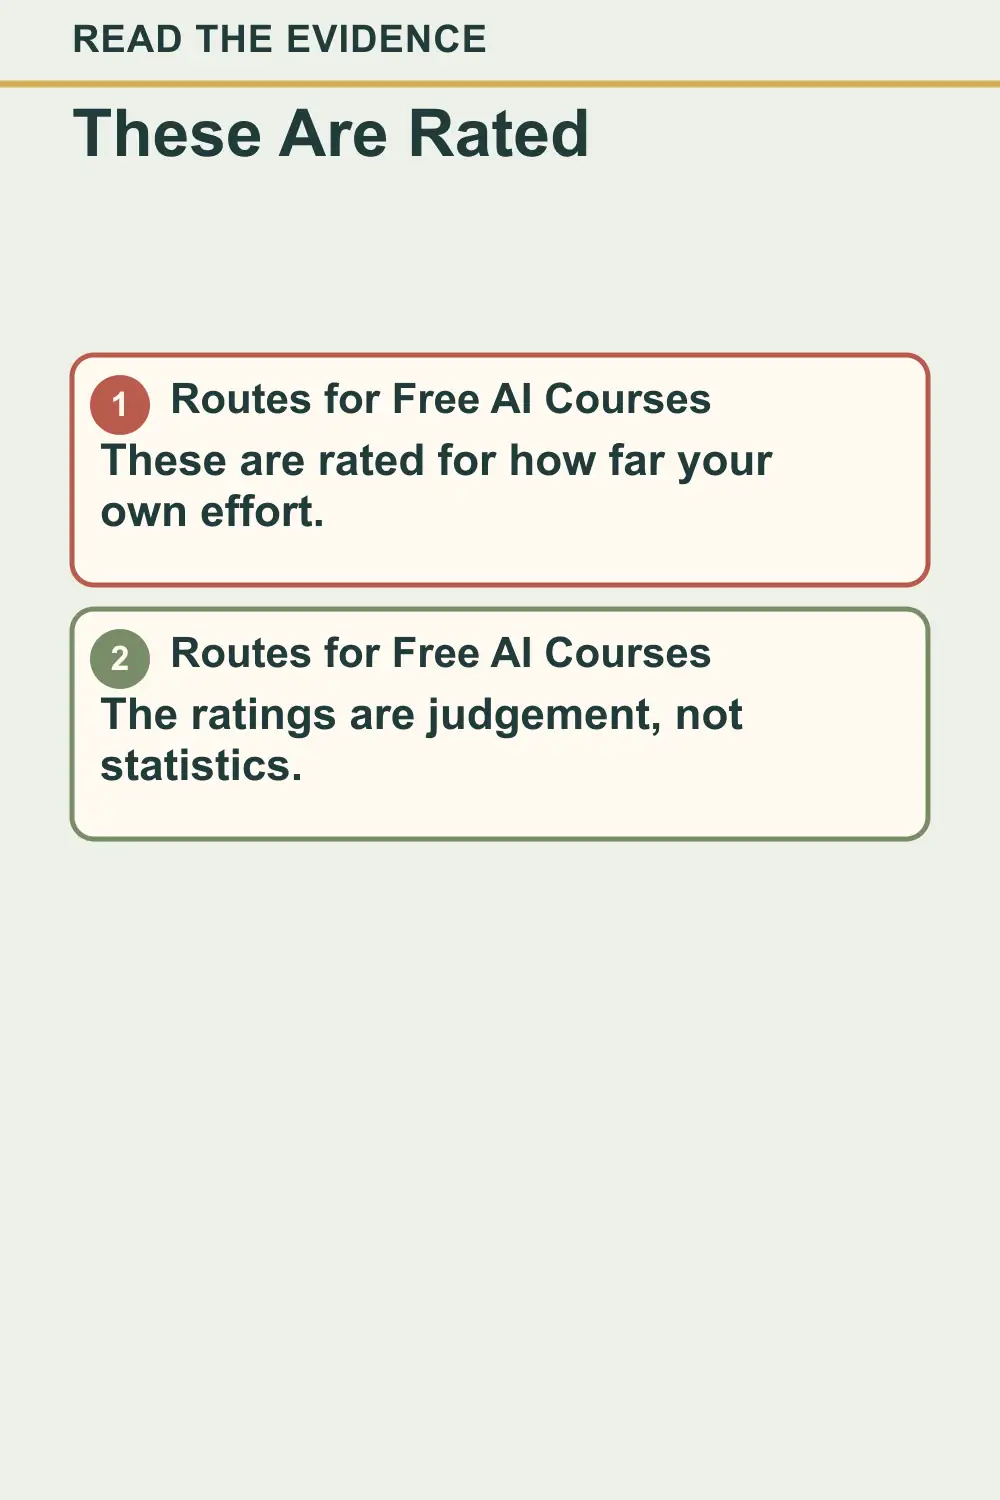 READ THE EVIDENCE
These Are Rated
1 Routes for Free AI Courses
These are rated for how far your
own effort.
2 Routes for Free AI Courses
The ratings are judgement, not
statistics.